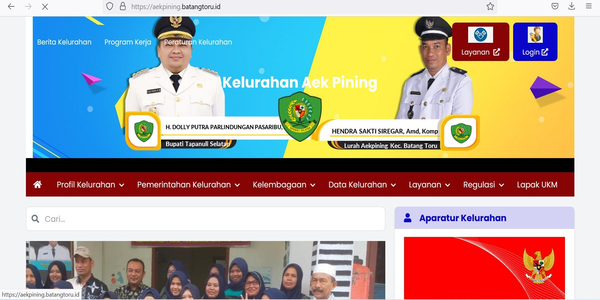 https://aekpining.batangtoru.id
Berita Kelurahan Program Kerja Peraturan Kelurahan
Layanan
Login
Kelurahan Aek Pining
H. DOLLY PUTRA PARLINDUNGAN PASARIBU,
Bupati Tapanuli Selatan
HENDRA SAKTI SIREGAR, Amd, Komp
Lurah Aekpining Kec. Batang Toru
Profil Kelurahan Pemerintahan Kelurahan Kelembagaan Data Kelurahan Layanan Regulasi Lapak UKM
Cari...
Aparatur Kelurahan
https://aekpining.batangtoru.id